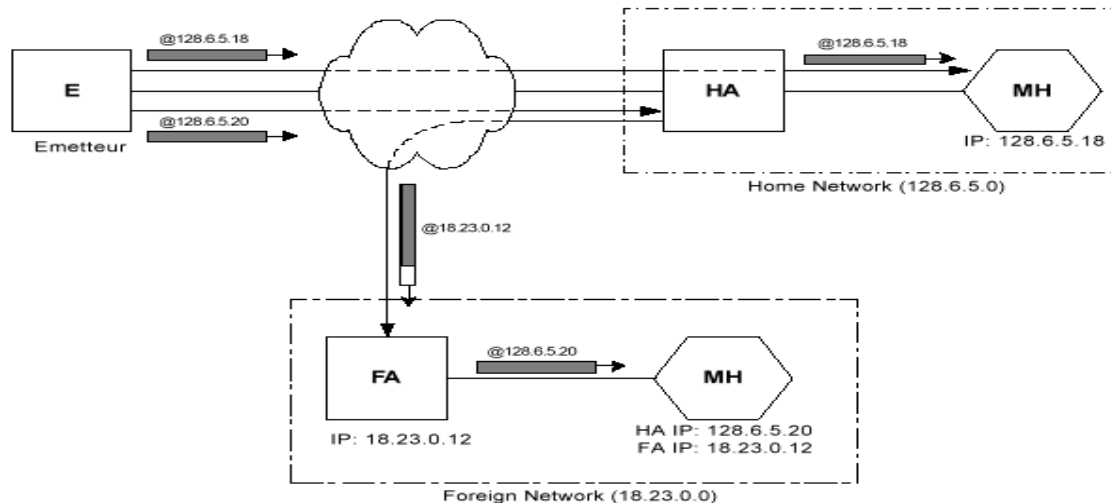 @128.6.5.18
@128.6.5.18
E
HA
MH
@128.6.5.20
Emetteur
IP: 128.6.5.18
Home Network (128.6.5.0)
@18.23.0.12
@128.6.5.20
FA
MH
IP: 18.23.0.12
HA IP: 128.6.5.20
FA IP: 18.23.0.12
Foreign Network (18.23.0.0)